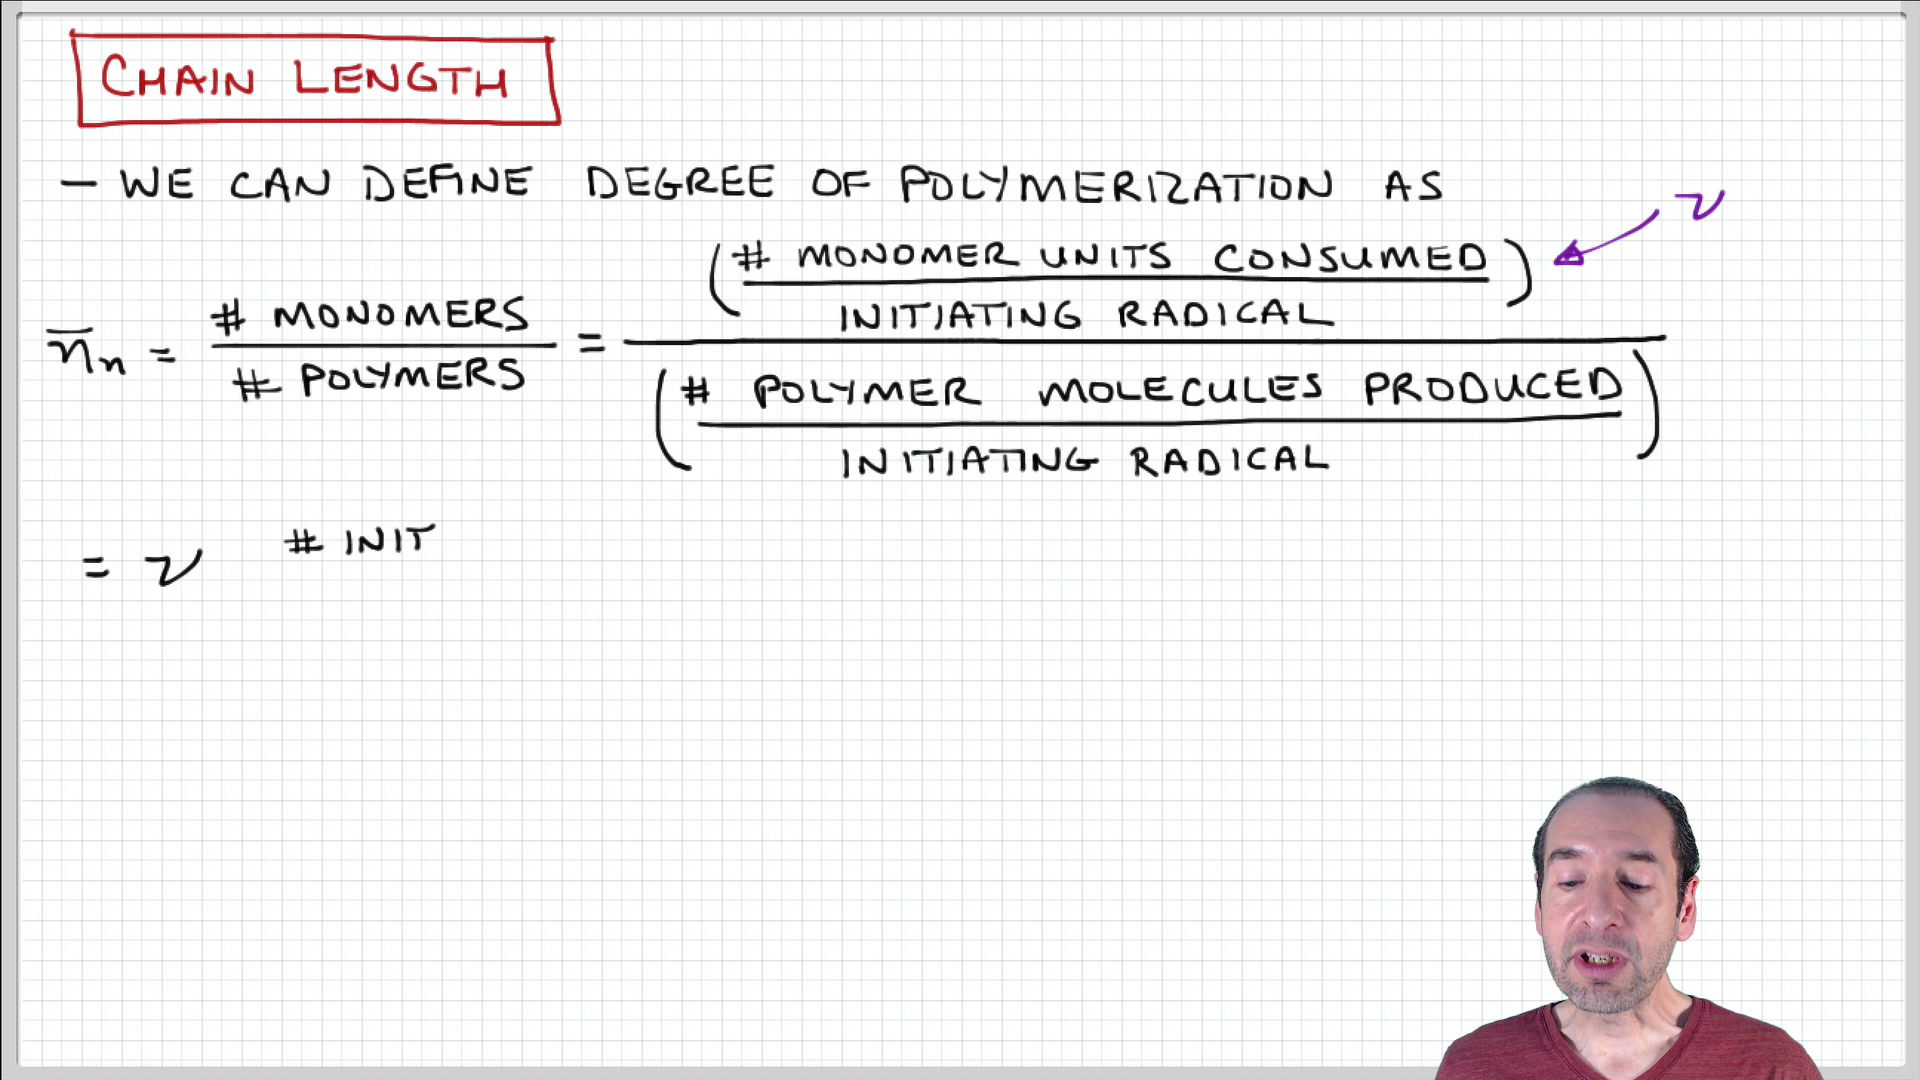 CHAIN LENGTH
- WE CAN DEFINE DEGREE OF POLYMERIZATION AS
ν
n̅n = # MONOMERS / # POLYMERS = (# MONOMER UNITS CONSUMED / INITIATING RADICAL) / (# POLYMER MOLECULES PRODUCED / INITIATING RADICAL)
= ν # INIT